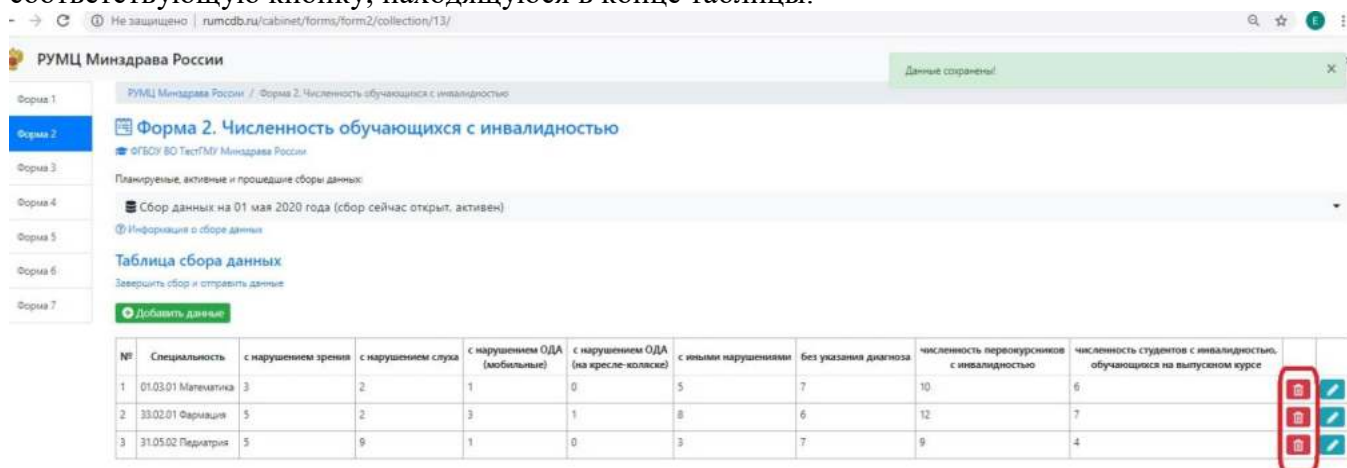 соответствующую кнопку, находящуюся в конце таблицы.
Не защищено | rumcdb.ru/cabinet/forms/form2/collection/13/
E
РУМЦ Минздрава России
Данные сохранены!
×
Форма 1
Форма 2
Форма 3
Форма 4
Форма 5
Форма 6
Форма 7
РУМЦ Минздрава России / Форма 2. Численность обучающихся с инвалидностью
Форма 2. Численность обучающихся с инвалидностью
ФГБОУ ВО ТестГМУ Минздрава России
Планируемые, активные и прошедшие сборы данных:
Сбор данных на 01 мая 2020 года (сбор сейчас открыт, активен)
Информация о сборе данных
Таблица сбора данных
Завершить сбор и отправить данные
Добавить данные
№ Специальность с нарушением зрения с нарушением слуха с нарушением ОДА (мобильные) с нарушением ОДА (на кресле-коляске) с иными нарушениями без указания диагноза численность первокурсников с инвалидностью численность студентов с инвалидностью, обучающихся на выпускном курсе
1 01.03.01 Математика 3 2 1 0 5 7 10 6
2 33.02.01 Фармация 5 2 3 1 8 6 12 7
3 31.05.02 Педиатрия 5 9 1 0 3 7 9 4